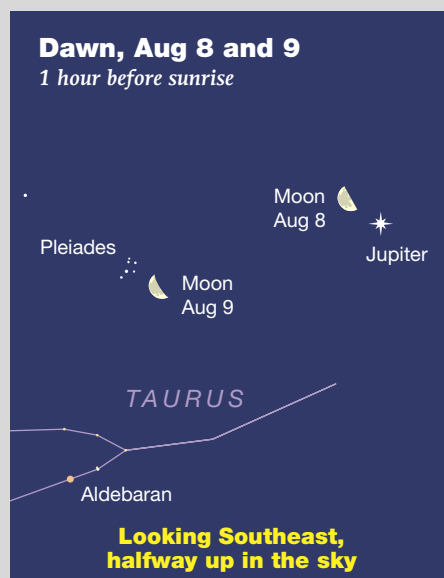 Dawn, Aug 8 and 9
1 hour before sunrise
Moon
Aug 8
Jupiter
Pleiades
Moon
Aug 9
TAURUS
Aldebaran
Looking Southeast,
halfway up in the sky